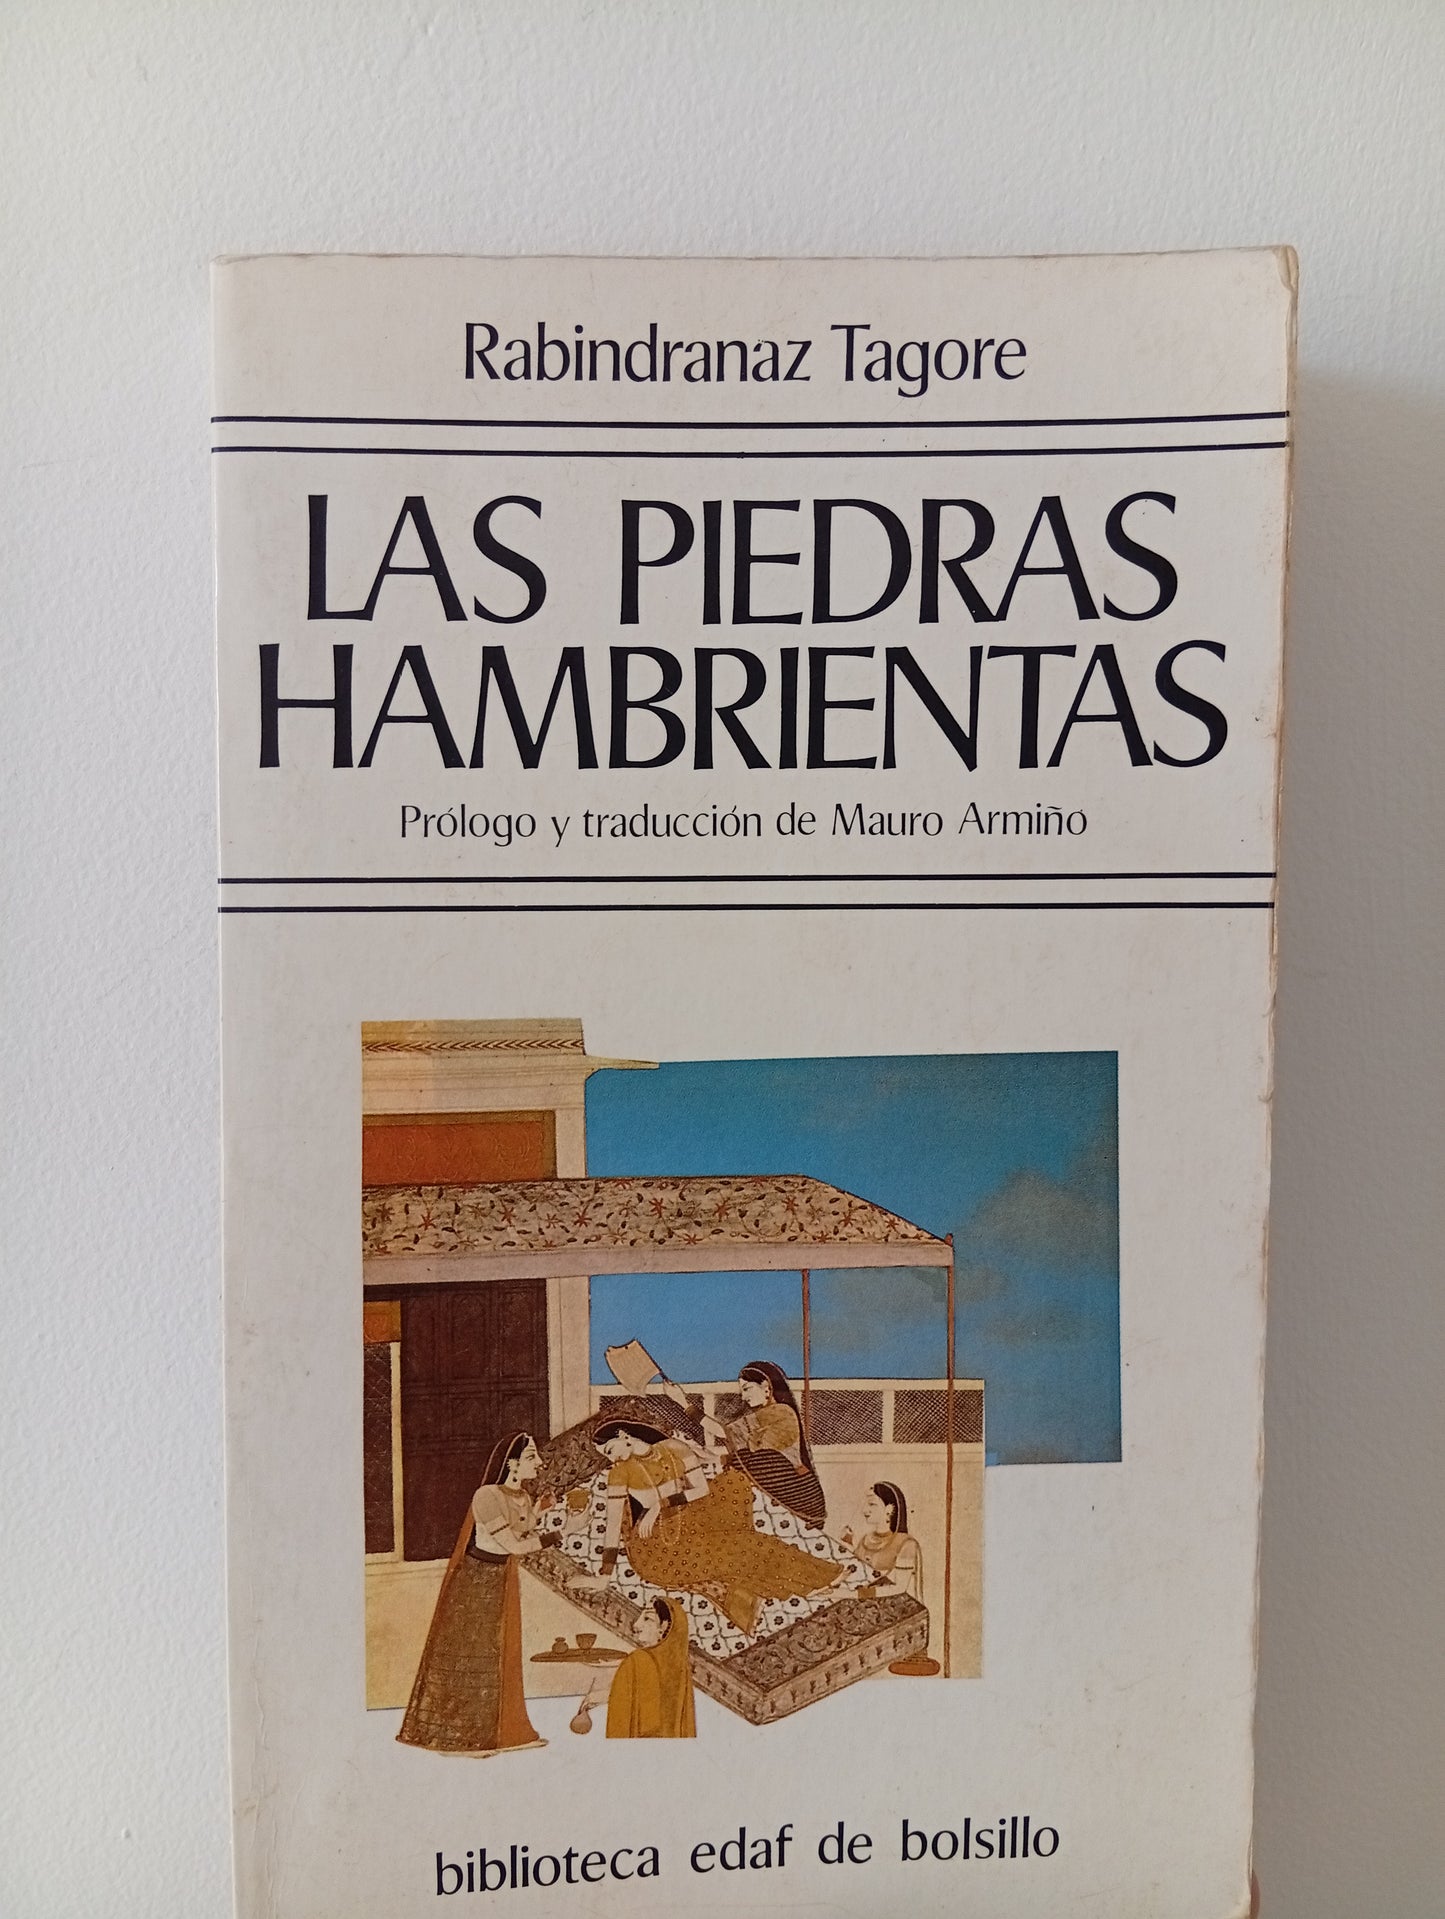 Rabindranaz Tagore
LAS PIEDRAS
HAMBRIENTAS
Prólogo y traducción de Mauro Armiño
biblioteca edaf de bolsillo